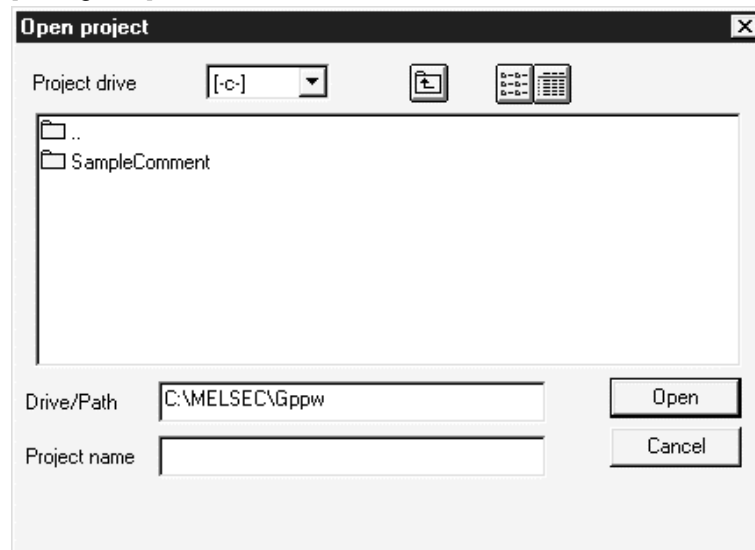 Open project
Project drive [-c-]
..
SampleComment
Drive/Path C:\MELSEC\Gppw Open
Project name Cancel